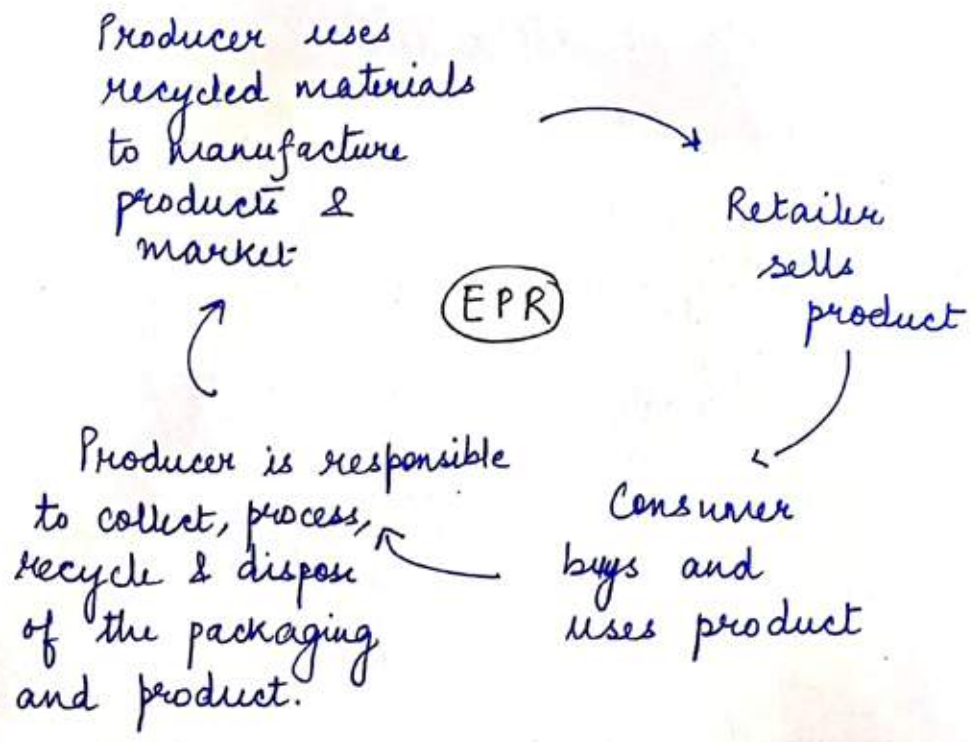 Producer uses
recycled materials
to manufacture
products &
market
Retailer
sells
product
EPR
Consumer
buys and
uses product
Producer is responsible
to collect, process,
recycle & dispose
of the packaging
and product.